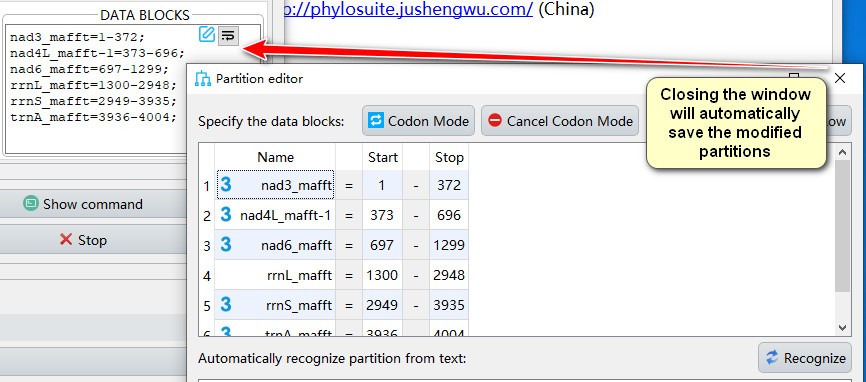 p://phylosuite.jushengwu.com/ (China)
DATA BLOCKS
nad3_mafft=1-372;
nad4L_mafft-1=373-696;
nad6_mafft=697-1299;
rrnL_mafft=1300-2948;
rrnS_mafft=2949-3935;
trnA_mafft=3936-4004;
Show command
Stop
Partition editor
Closing the window
will automatically
save the modified
partitions
Specify the data blocks: Codon Mode Cancel Codon Mode ow
Name Start Stop
1 3 nad3_mafft = 1 - 372
2 3 nad4L_mafft-1 = 373 - 696
3 3 nad6_mafft = 697 - 1299
4 rrnL_mafft = 1300 - 2948
5 3 rrnS_mafft = 2949 - 3935
6 3 trnA_mafft = 3936 - 4004
Automatically recognize partition from text: Recognize